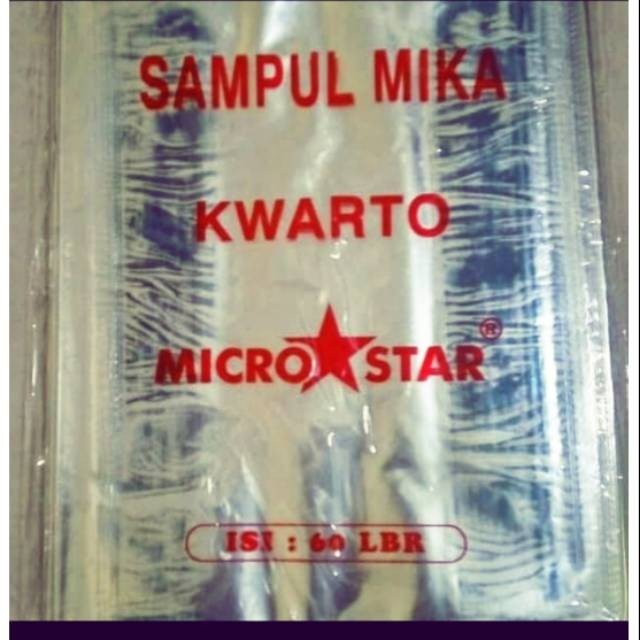 SAMPUL MIKA
KWARTO
MICRO STAR ®
ISI : 60 LBR